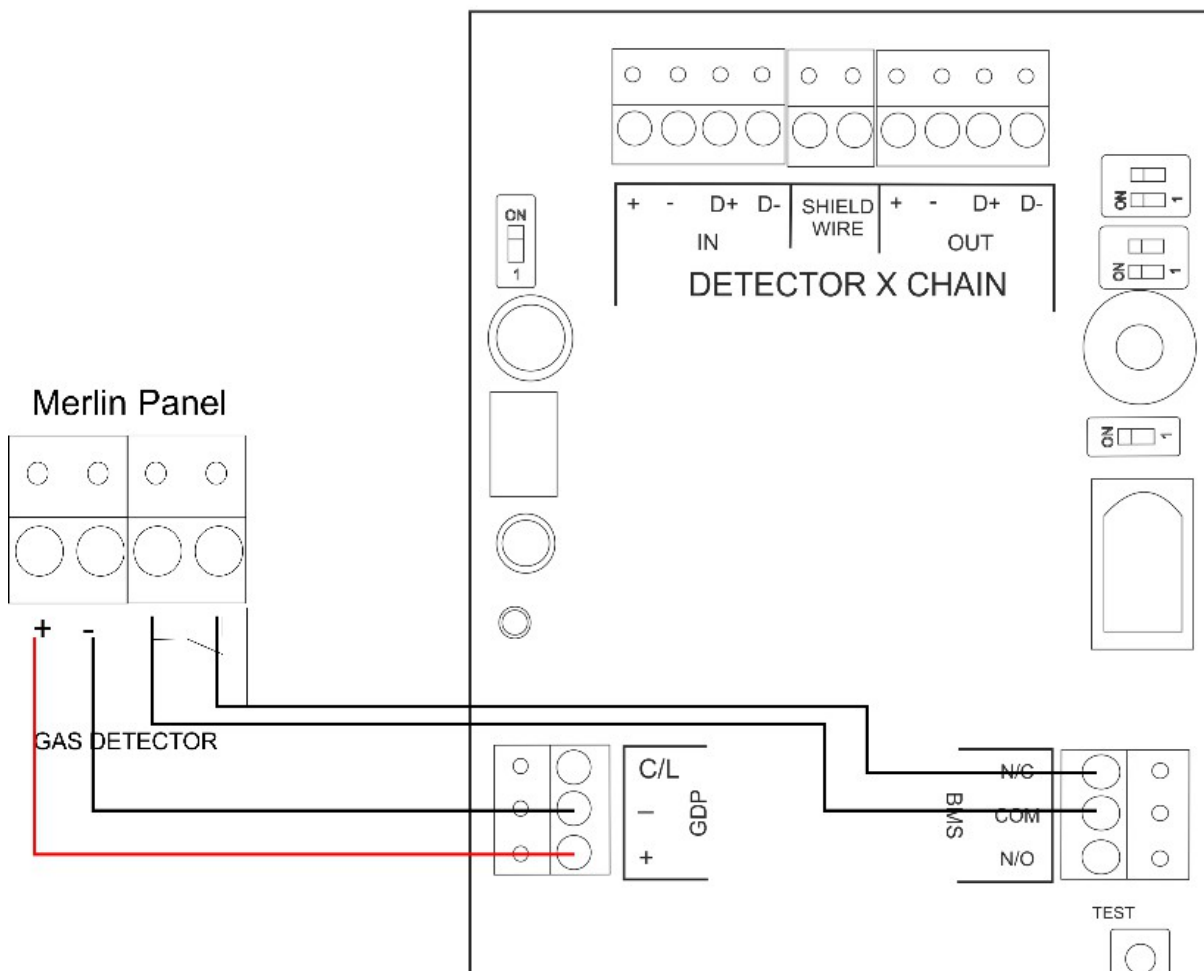 + - D+ D- SHIELD WIRE + - D+ D-
IN OUT
DETECTOR X CHAIN
ON
1
ON 1
ON 1
ON 1
Merlin Panel
+ -
GAS DETECTOR
C/L
–
+
GDP
BMS
N/C
COM
N/O
TEST